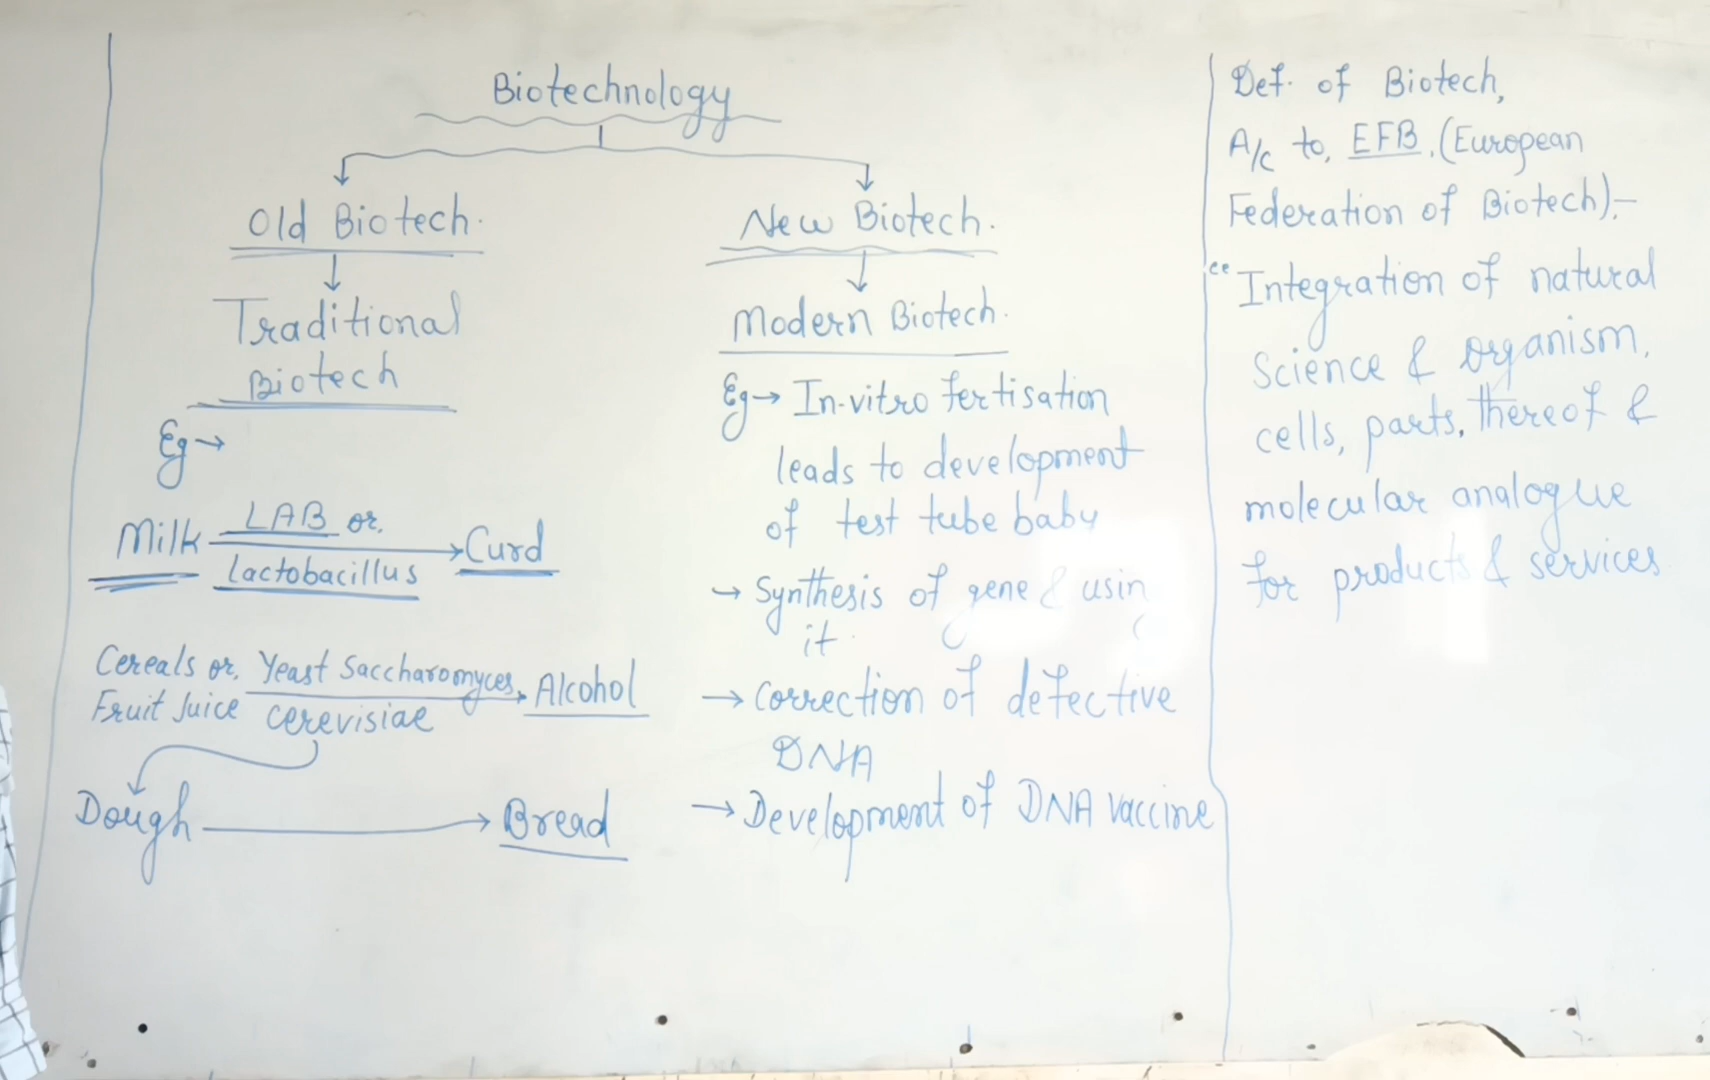 Biotechnology
Old Biotech.
Traditional
Biotech
Eg→
Milk LAB or, Curd
Lactobacillus
Cereals or, Yeast Saccharomyces Alcohol
Fruit Juice cerevisiae
Dough → Bread
New Biotech.
Modern Biotech.
Eg→ In-vitro fertisation
leads to development
of test tube baby
→ Synthesis of gene & usin
it.
→ Correction of defective
DNA
→ Development of DNA vaccine
Def. of Biotech,
A/c to, EFB, (European
Federation of Biotech):-
“Integration of natural
Science & organism,
cells, parts, thereof &
molecular analogue
for products & services